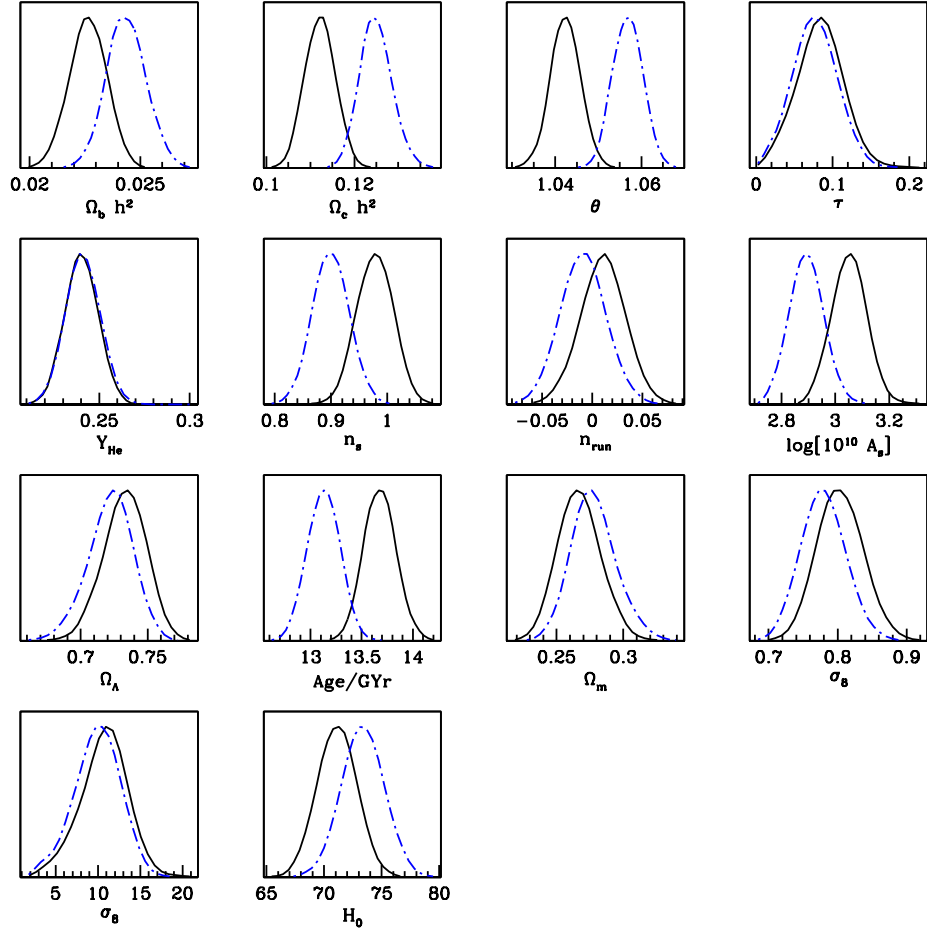 0.02 0.025 0.1 0.12 1.04 1.06 0 0.1 0.2
Ω_b h² Ω_c h² θ τ
0.25 0.3 0.8 0.9 1 −0.05 0 0.05 2.8 3 3.2
Y_He n_s n_run log[10¹⁰ A_s]
0.7 0.75 13 13.5 14 0.25 0.3 0.7 0.8 0.9
Ω_Λ Age/GYr Ω_m σ_8
5 10 15 20 65 70 75 80
σ_8 H_0